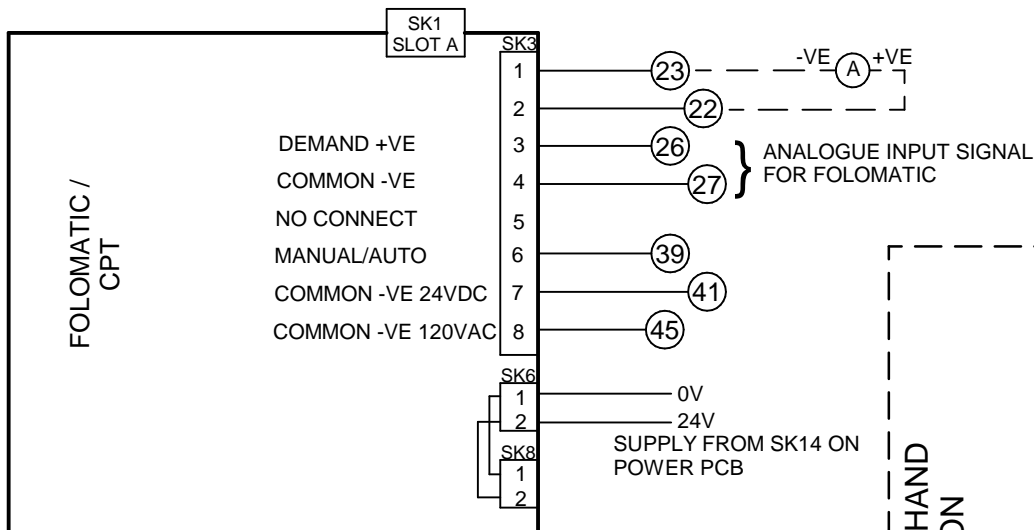 SK1
SLOT A
SK3
1 23 -VE A +VE
2 22
DEMAND +VE 3 26
COMMON -VE 4 27
ANALOGUE INPUT SIGNAL
FOR FOLOMATIC
NO CONNECT 5
MANUAL/AUTO 6 39
COMMON -VE 24VDC 7 41
COMMON -VE 120VAC 8 45
FOLOMATIC /
CPT
SK6
1 0V
2 24V
SUPPLY FROM SK14 ON
POWER PCB
SK8
1
2
HAND
ON